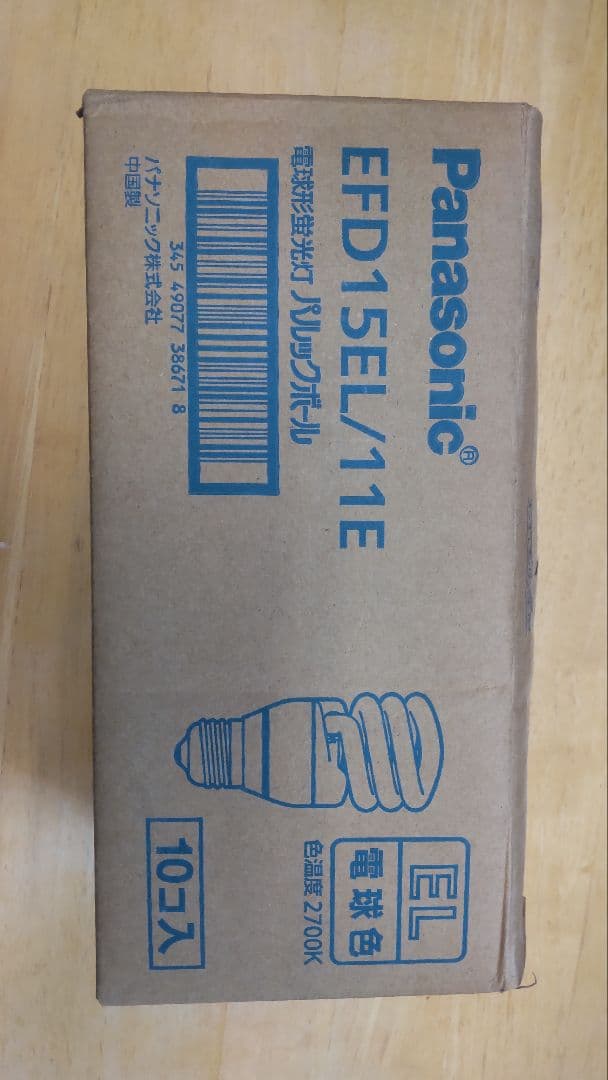 Panasonic®
EFD15EL/11E
電球形蛍光灯 パルックボール
345 49077 38671 8
パナソニック株式会社
中国製
EL
電球色
色温度 2700K
10コ入